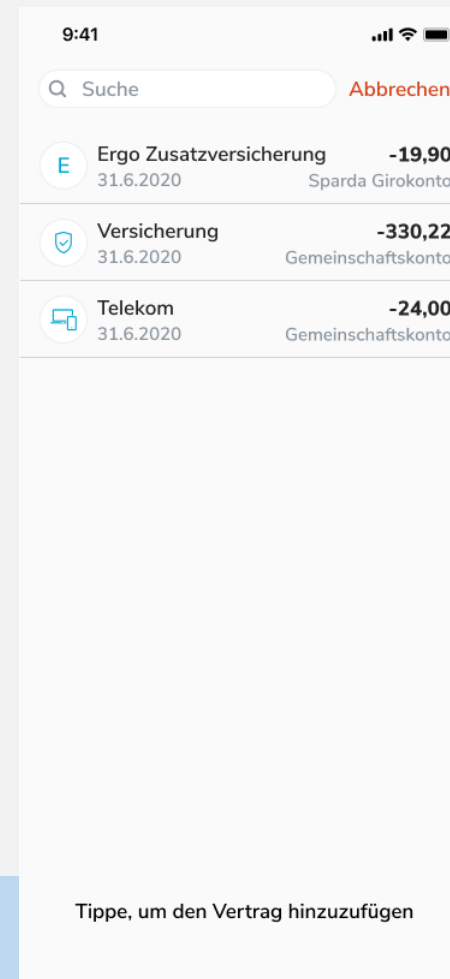 9:41
Suche Abbrechen
E Ergo Zusatzversicherung -19,90
31.6.2020 Sparda Girokonto
Versicherung -330,22
31.6.2020 Gemeinschaftskonto
Telekom -24,00
31.6.2020 Gemeinschaftskonto
Tippe, um den Vertrag hinzuzufügen